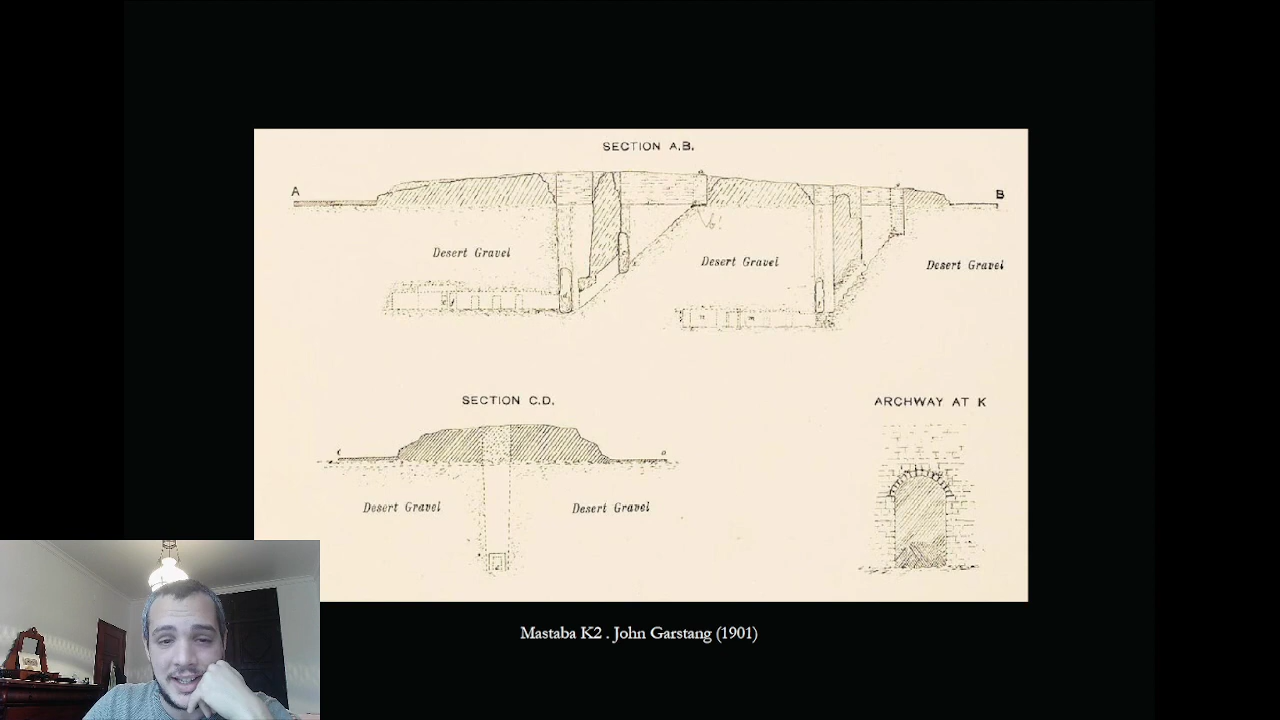 SECTION A.B.
A
B
Desert Gravel
Desert Gravel
Desert Gravel
SECTION C.D.
ARCHWAY AT K
Desert Gravel
Desert Gravel
Mastaba K2 . John Garstang (1901)